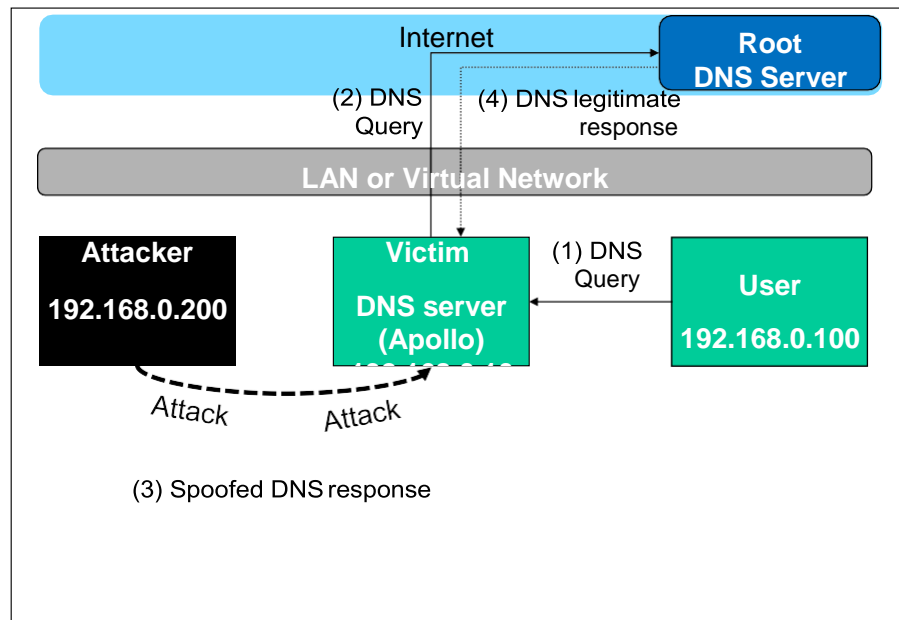 Internet
Root
DNS Server
(2) DNS
Query
(4) DNS legitimate
response
LAN or Virtual Network
Attacker
192.168.0.200
Victim
DNS server
(Apollo)
(1) DNS
Query
User
192.168.0.100
Attack
Attack
(3) Spoofed DNS response